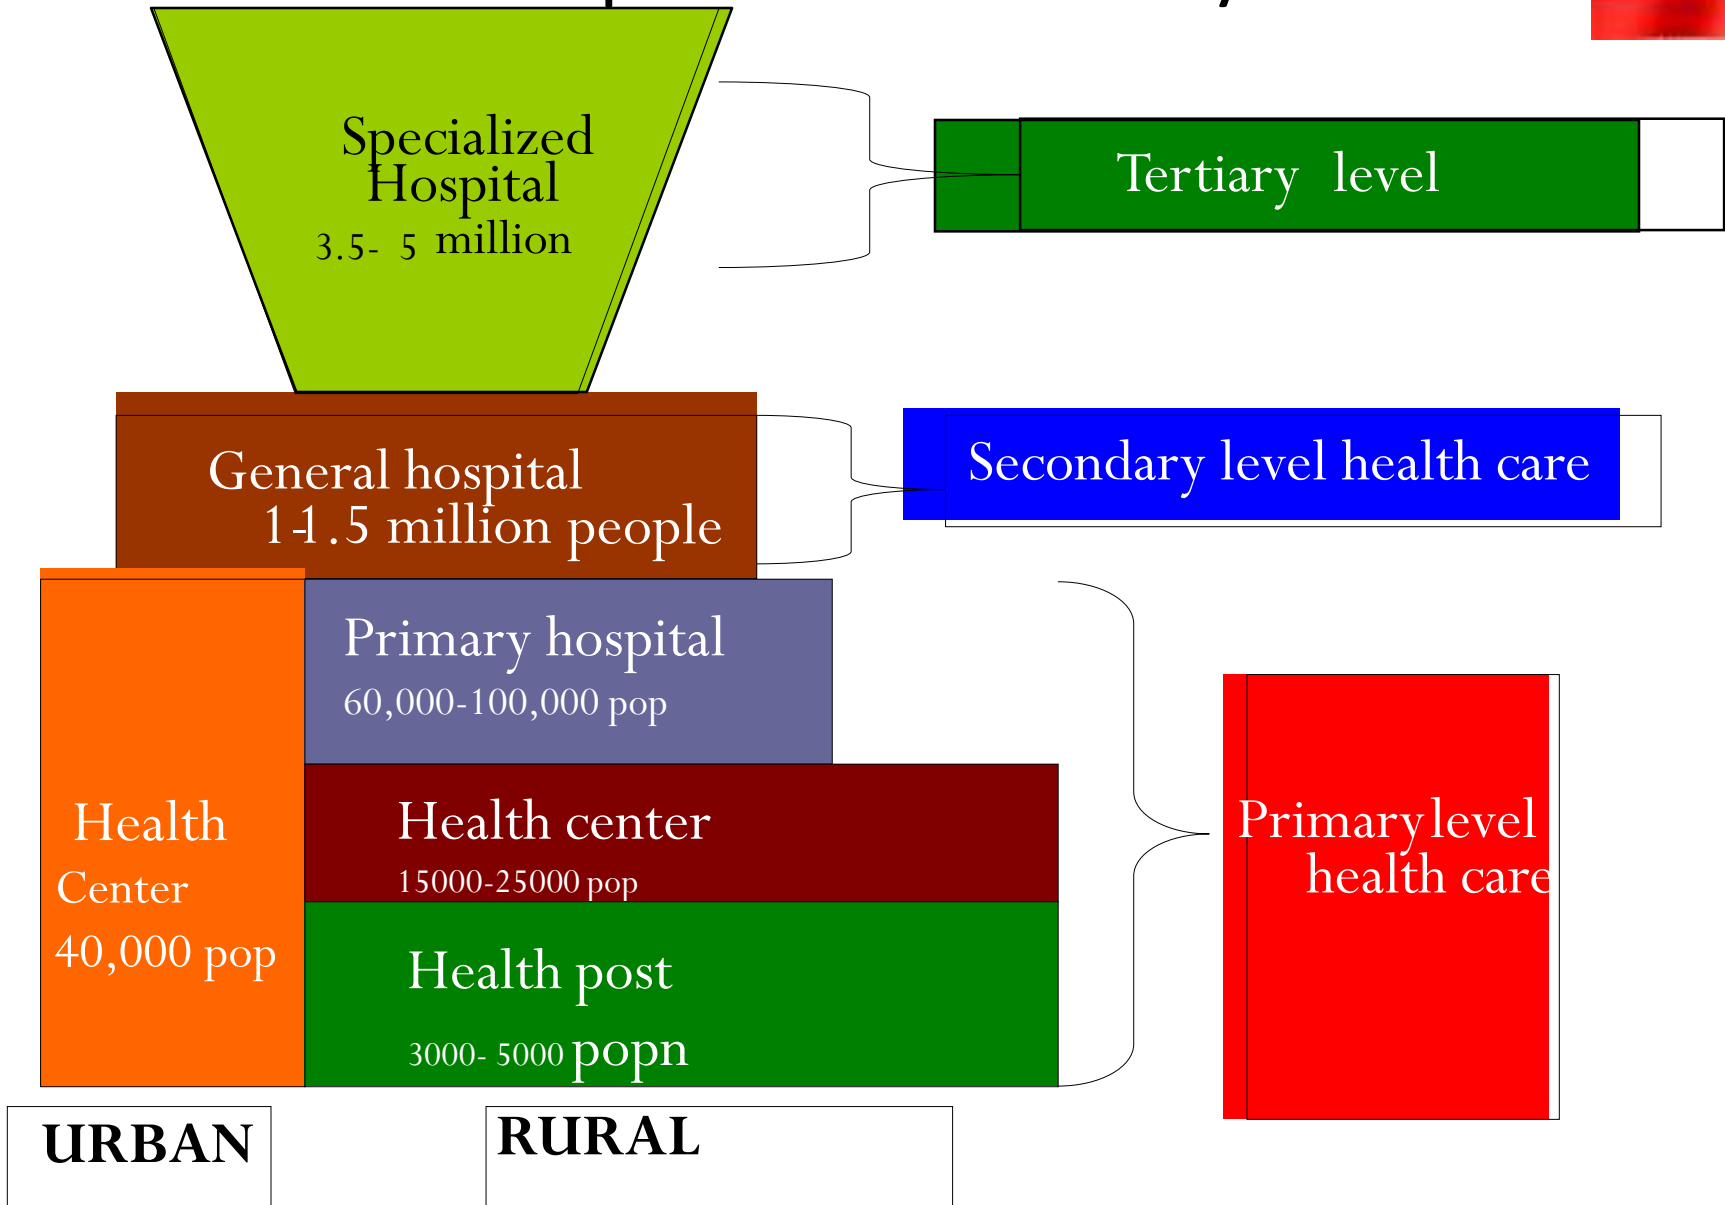 Specialized
Hospital
3.5- 5 million
Tertiary level
General hospital
1-1.5 million people
Secondary level health care
Primary hospital
60,000-100,000 pop
Health
Center
40,000 pop
Health center
15000-25000 pop
Primary level
health care
Health post
3000- 5000 popn
URBAN
RURAL